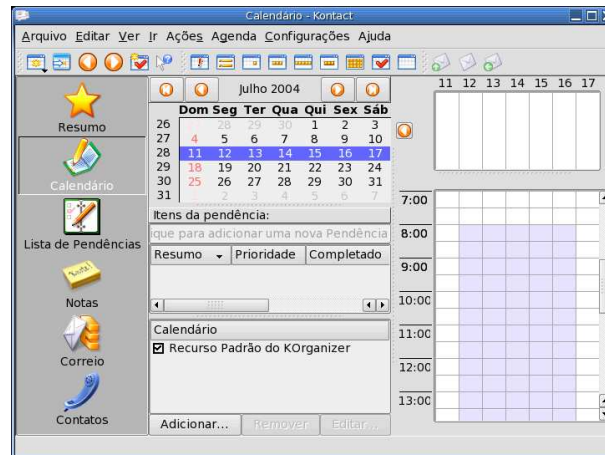 Calendário - Kontact
Arquivo Editar Ver Ir Ações Agenda Configurações Ajuda
Resumo
Calendário
Lista de Pendências
Notas
Correio
Contatos
Julho 2004
Dom Seg Ter Qua Qui Sex Sáb
26 28 29 30 1 2 3
27 4 5 6 7 8 9 10
28 11 12 13 14 15 16 17
29 18 19 20 21 22 23 24
30 25 26 27 28 29 30 31
31 2 3 4 5 6 7
Itens da pendência:
ique para adicionar uma nova Pendência
Resumo Prioridade Completado
Calendário
Recurso Padrão do KOrganizer
Adicionar... Remover Editar...
11 12 13 14 15 16 17
7:00
8:00
9:00
10:00
11:00
12:00
13:00